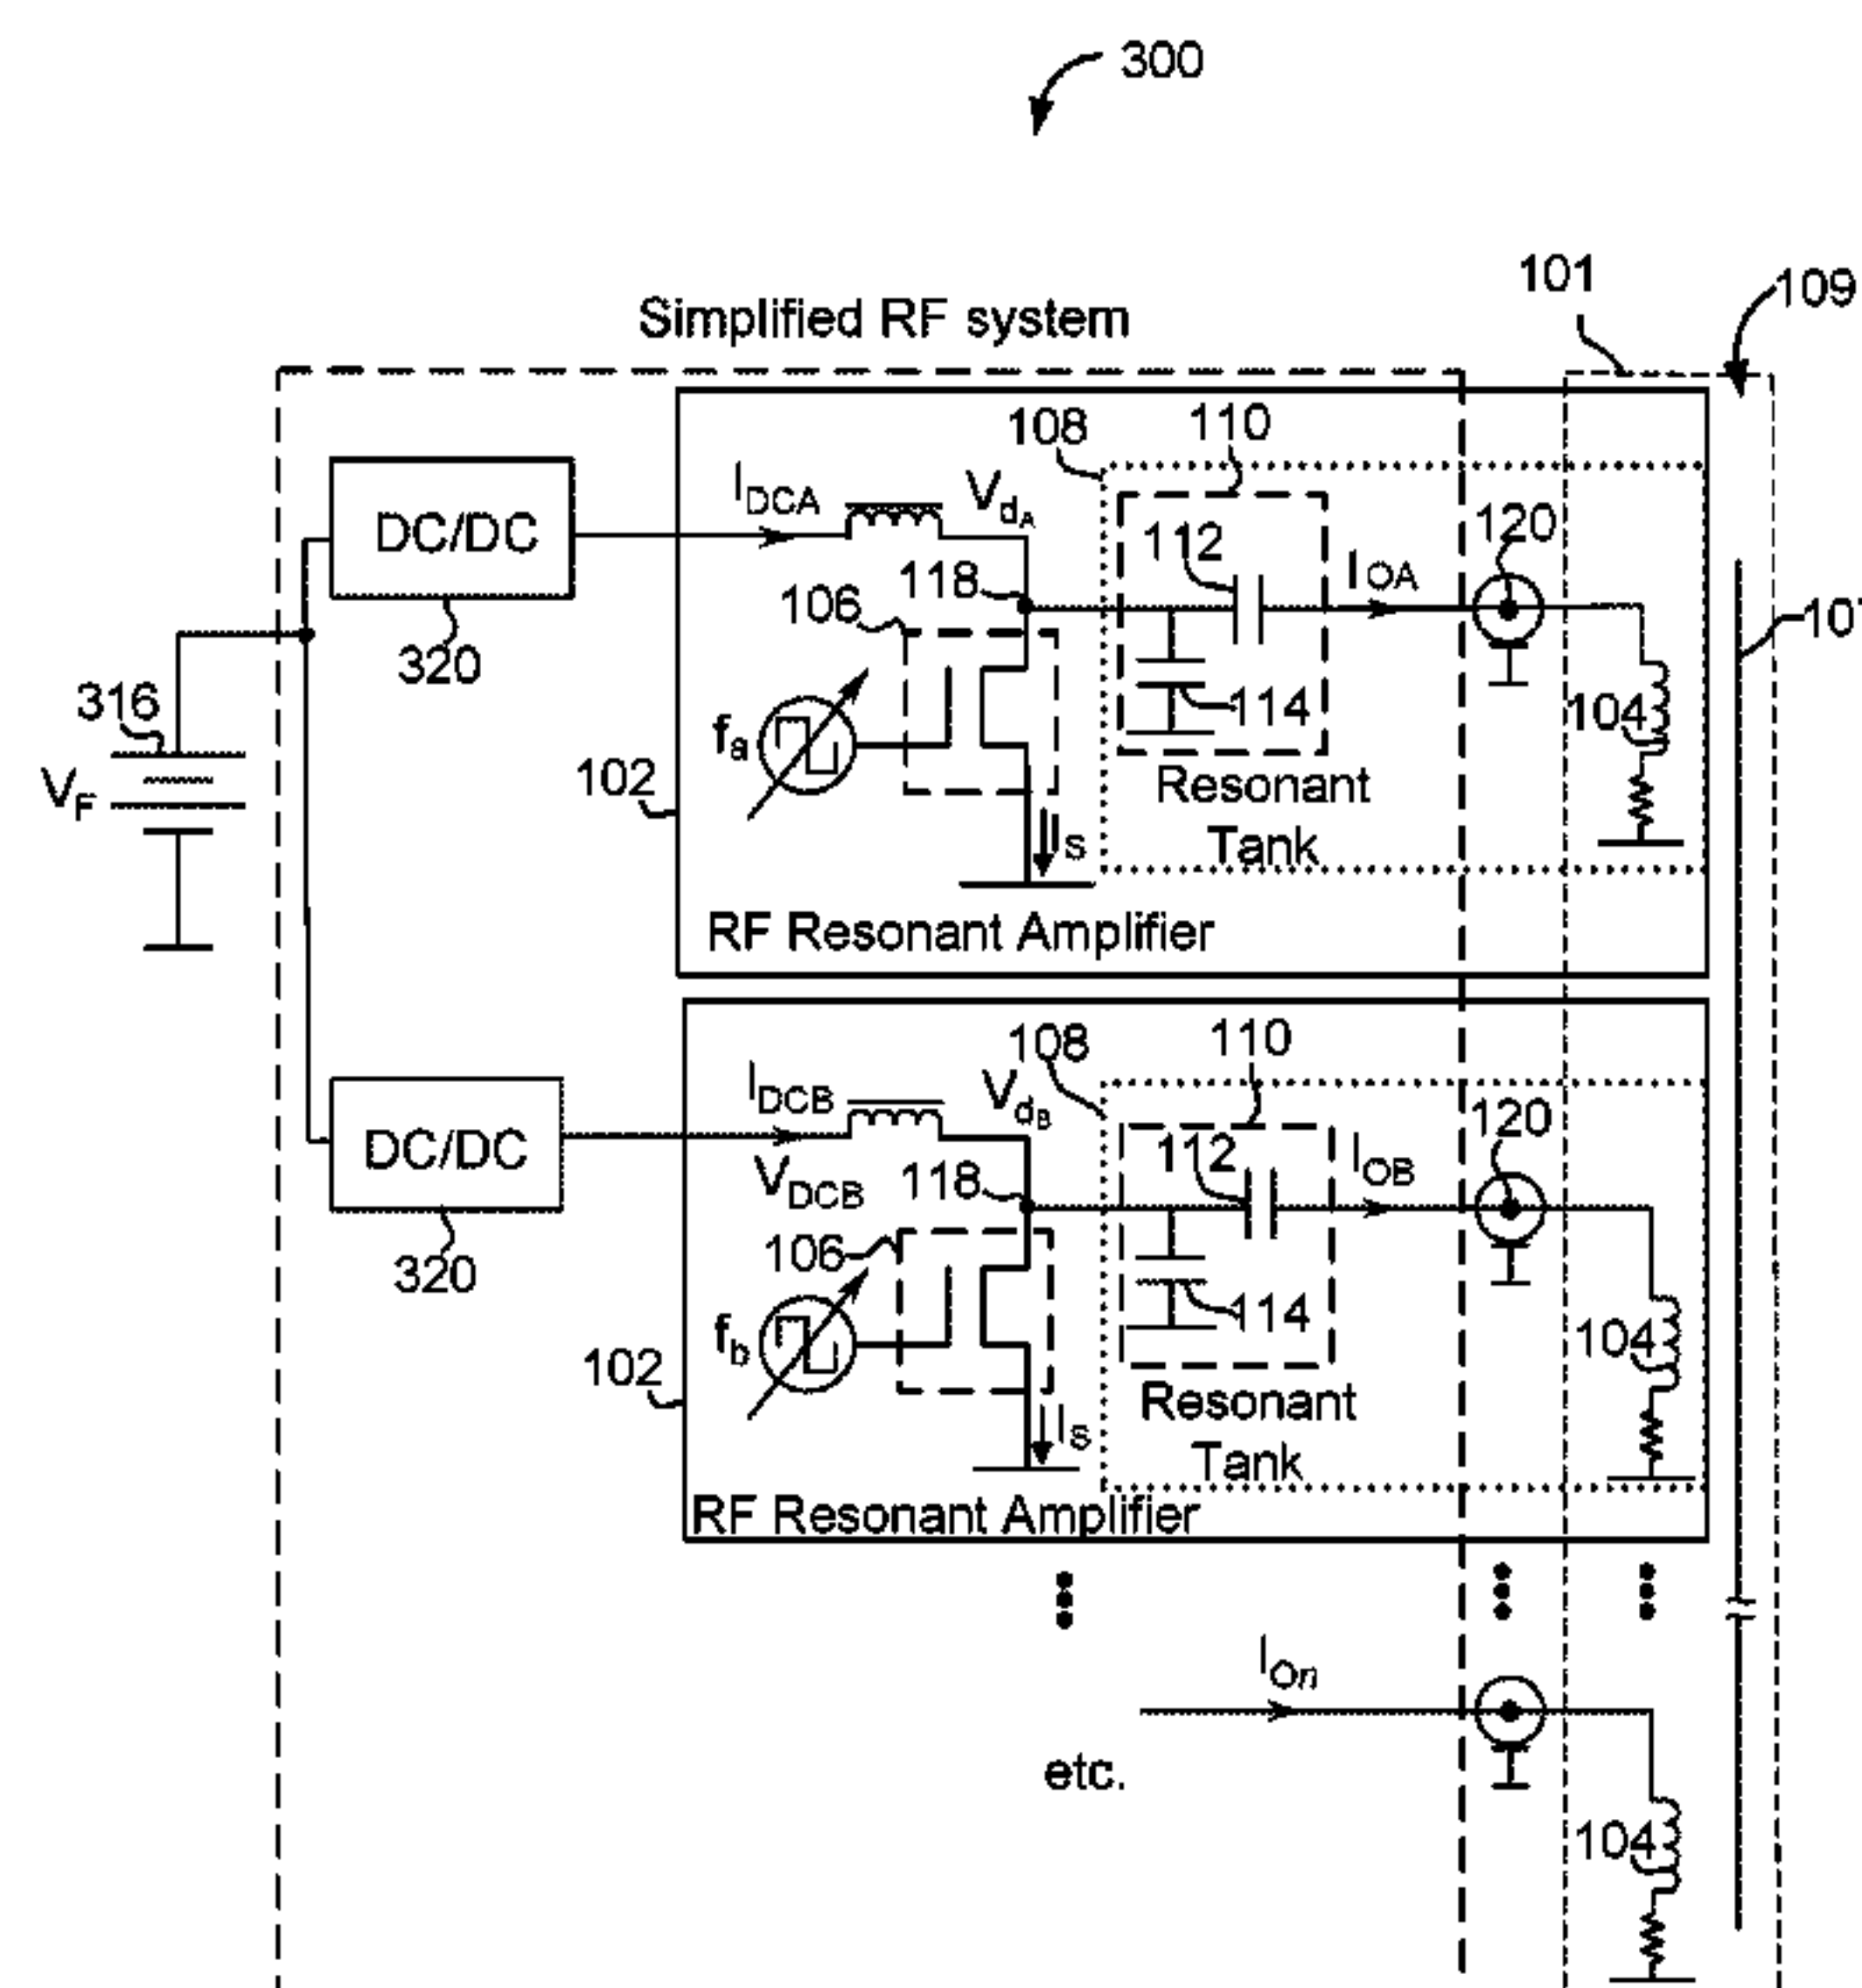 300
101
109
Simplified RF system
108
110
I_DCA
V_dA
DC/DC
112
120
I_OA
118
106
107
320
316
114
104
f_a
V_F
102
Resonant
Tank
I_S
RF Resonant Amplifier
108
110
I_DCB
V_dB
120
DC/DC
112
I_OB
V_DCB
118
106
320
114
104
f_b
102
Resonant
Tank
I_S
RF Resonant Amplifier
I_On
etc.
104